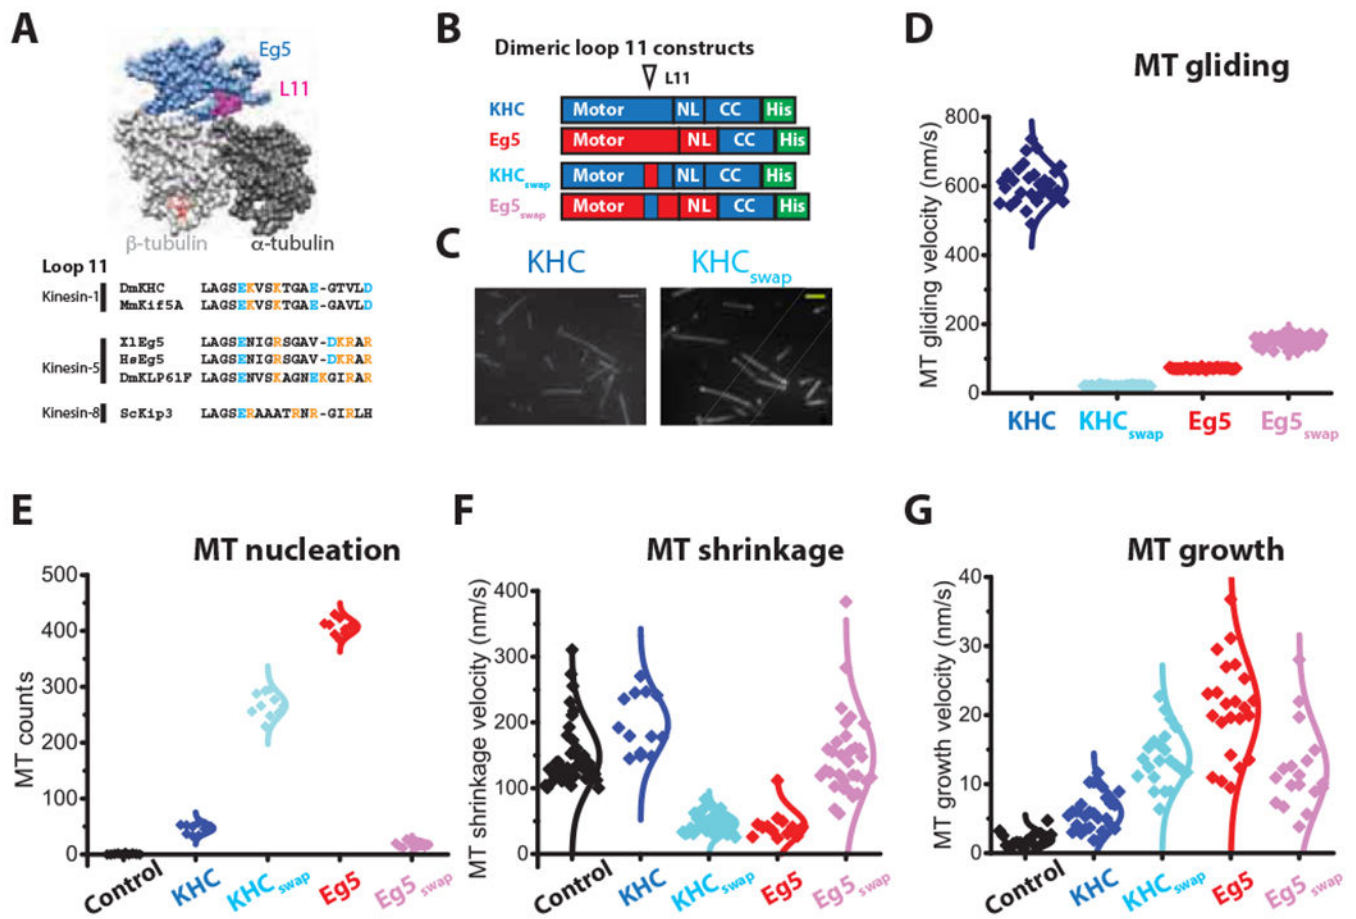 A
Eg5
L11
β-tubulin
α-tubulin
Loop 11
Kinesin-1
DmKHC LAGSEKVSKTGAE-GTVLD
MmKif5A LAGSEKVSKTGAE-GAVLD
Kinesin-5
XlEg5 LAGSENIGRSGAV-DKRAR
HsEg5 LAGSENIGRSGAV-DKRAR
DmKLP61F LAGSENVSKAGNEKGIRAR
Kinesin-8
ScKip3 LAGSERAAATRNR-GIRLH
B
Dimeric loop 11 constructs
L11
KHC Motor NL CC His
Eg5 Motor NL CC His
KHCswap Motor NL CC His
Eg5swap Motor NL CC His
C
KHC
KHCswap
D
MT gliding
MT gliding velocity (nm/s)
800
600
400
200
0
KHC
KHCswap
Eg5
Eg5swap
E
MT nucleation
MT counts
500
400
300
200
100
0
Control
KHC
KHCswap
Eg5
Eg5swap
F
MT shrinkage
MT shrinkage velocity (nm/s)
400
300
200
100
0
Control
KHC
KHCswap
Eg5
Eg5swap
G
MT growth
MT growth velocity (nm/s)
40
30
20
10
0
Control
KHC
KHCswap
Eg5
Eg5swap